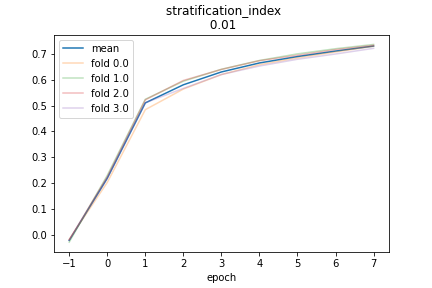 stratification_index
0.01
mean
fold 0.0
fold 1.0
fold 2.0
fold 3.0
0.7
0.6
0.5
0.4
0.3
0.2
0.1
0.0
−1 0 1 2 3 4 5 6 7
epoch